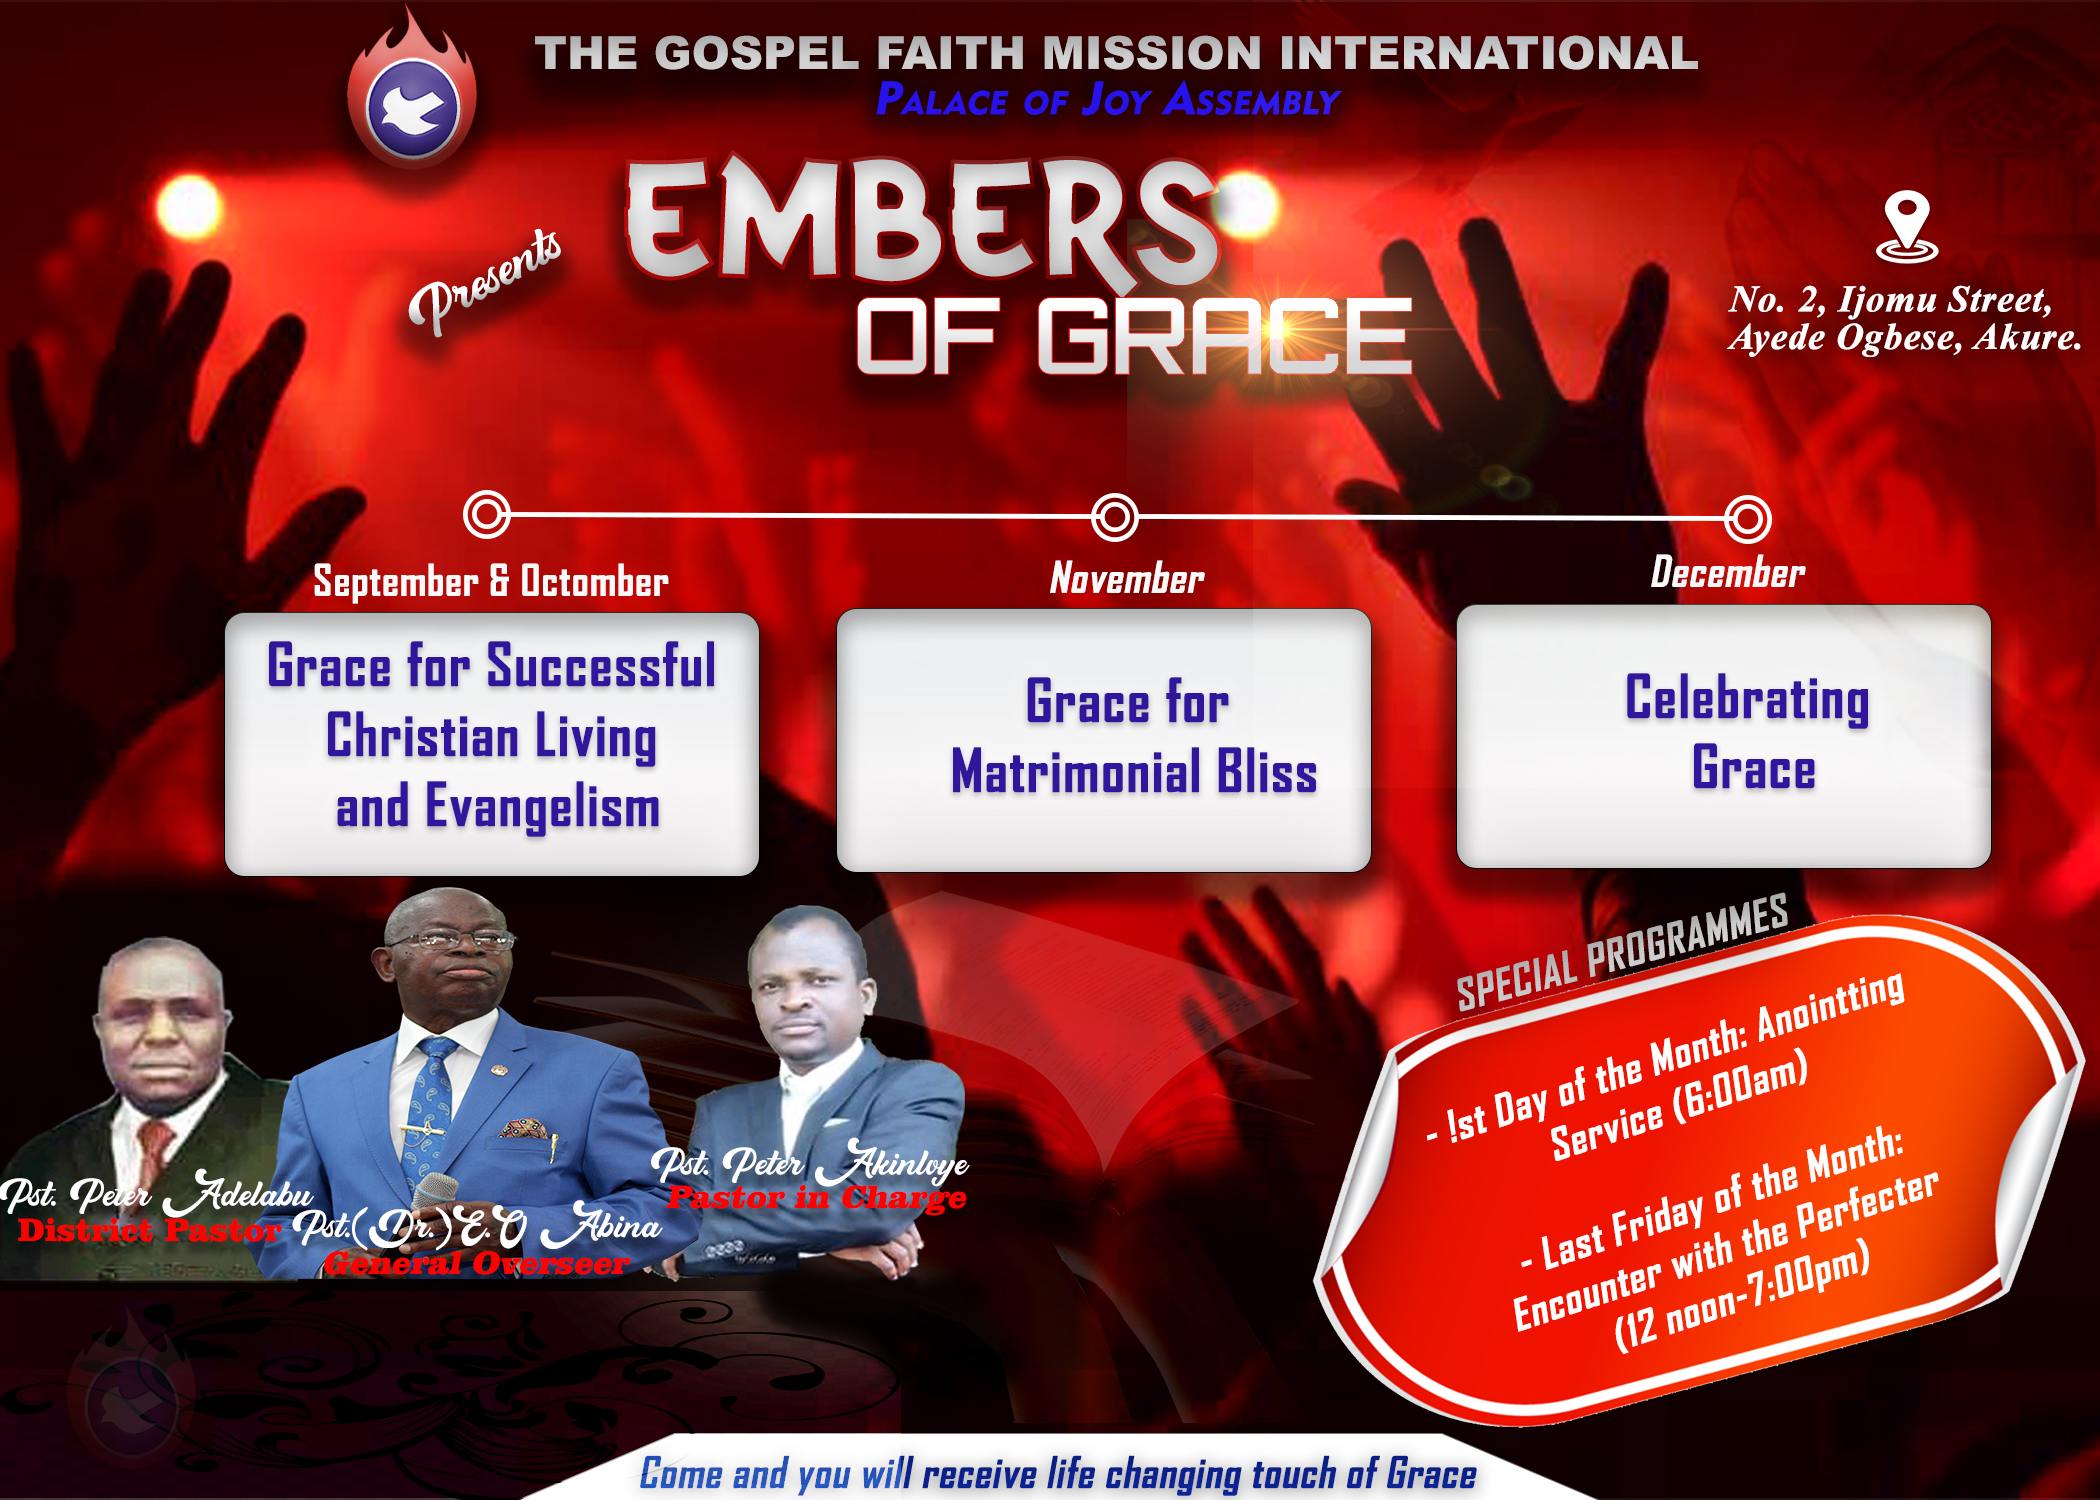 THE GOSPEL FAITH MISSION INTERNATIONAL
PALACE OF JOY ASSEMBLY
Presents
EMBERS
OF GRACE
No. 2, Ijomu Street,
Ayede Ogbese, Akure.
September & Octomber
Grace for Successful
Christian Living
and Evangelism
November
Grace for
Matrimonial Bliss
December
Celebrating
Grace
Pst. Peter Adelabu
District Pastor
Pst.(Dr.) E.O Abina
General Overseer
Pst. Peter Akinloye
Pastor in Charge
SPECIAL PROGRAMMES
- !st Day of the Month: Anointting
Service (6:00am)
- Last Friday of the Month:
Encounter with the Perfecter
(12 noon-7:00pm)
Come and you will receive life changing touch of Grace